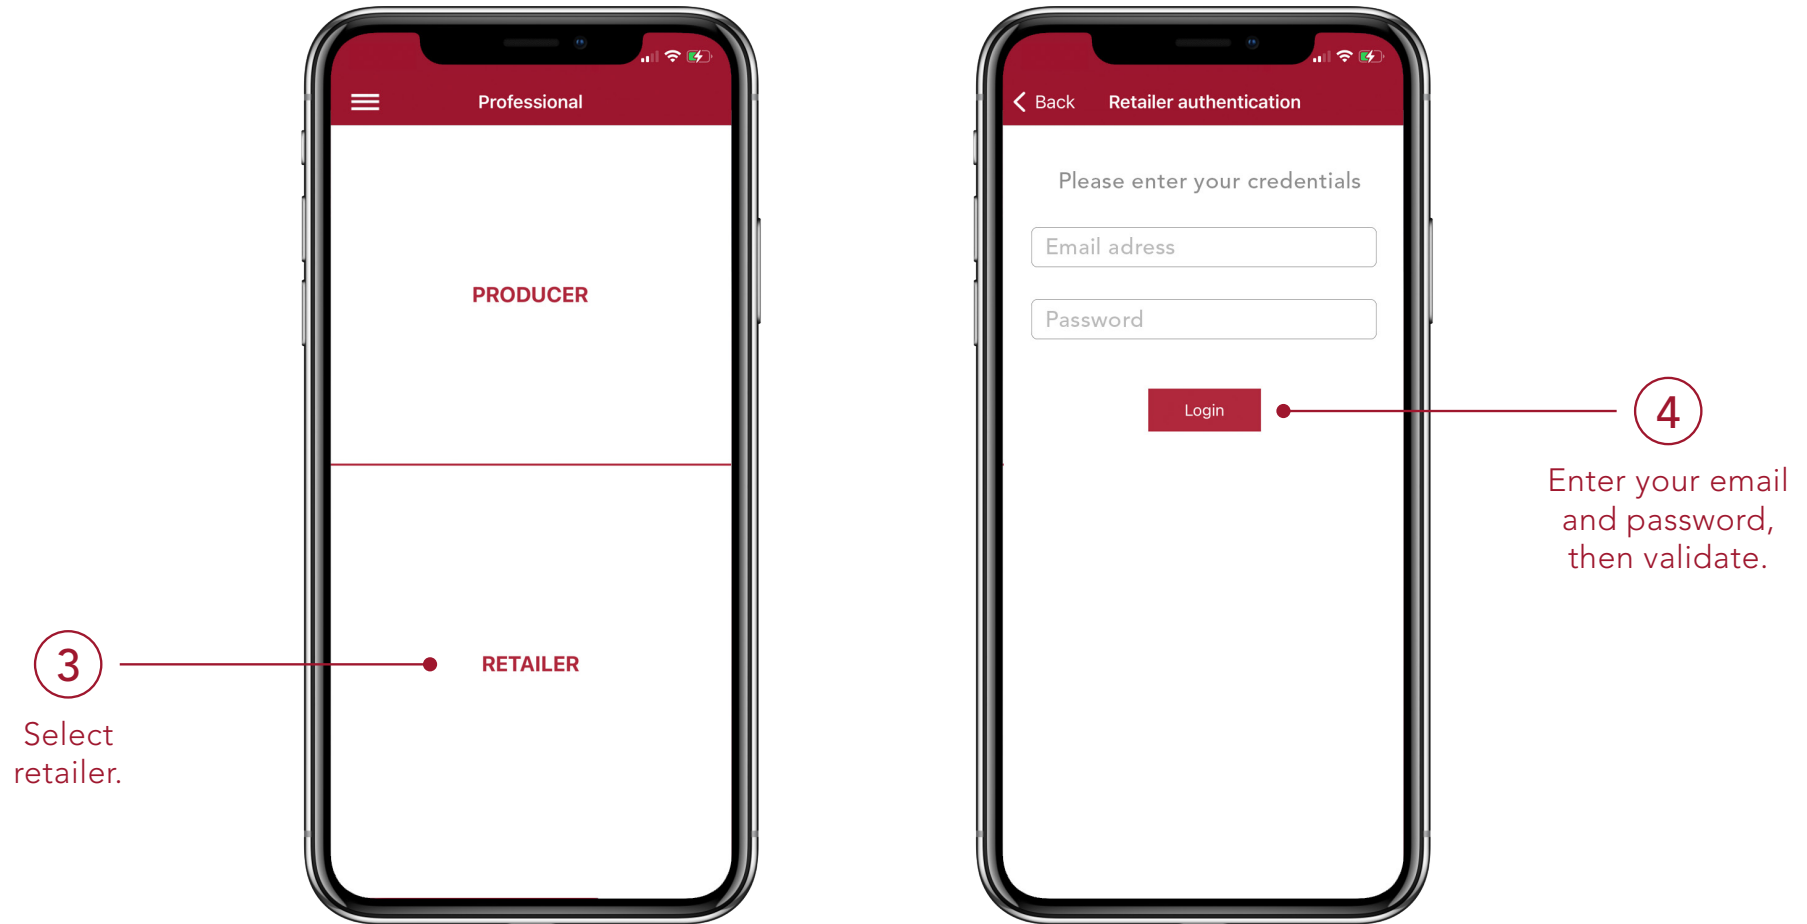 Professional
PRODUCER
RETAILER
3
Select
retailer.
Back Retailer authentication
Please enter your credentials
Email adress
Password
Login
4
Enter your email
and password,
then validate.